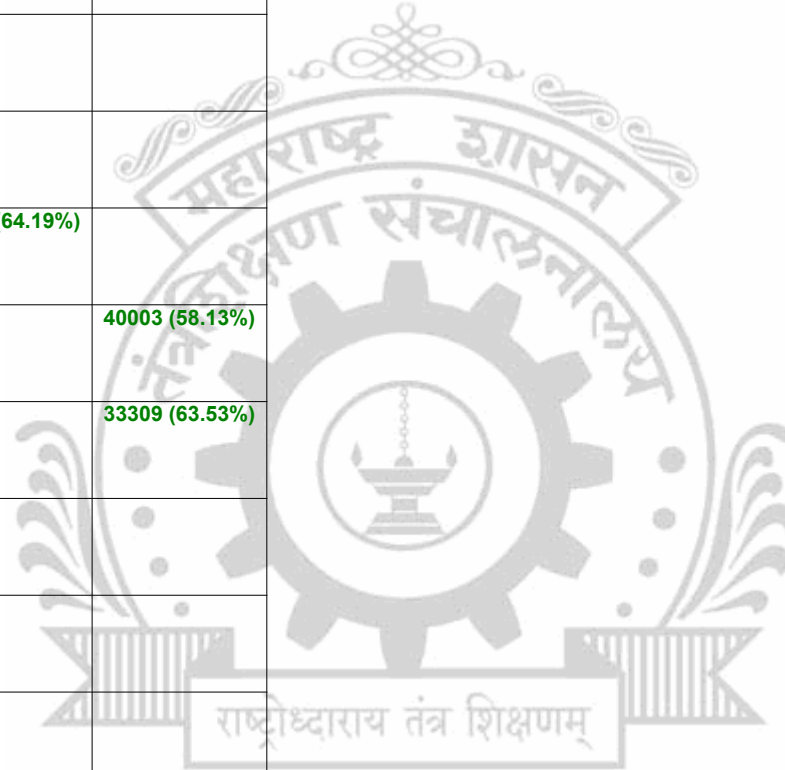 महाराष्ट्र शासन
तंत्रशिक्षण संचालनालय
64.19%)
40003 (58.13%)
33309 (63.53%)
राष्ट्रोध्दाराय तंत्र शिक्षणम्